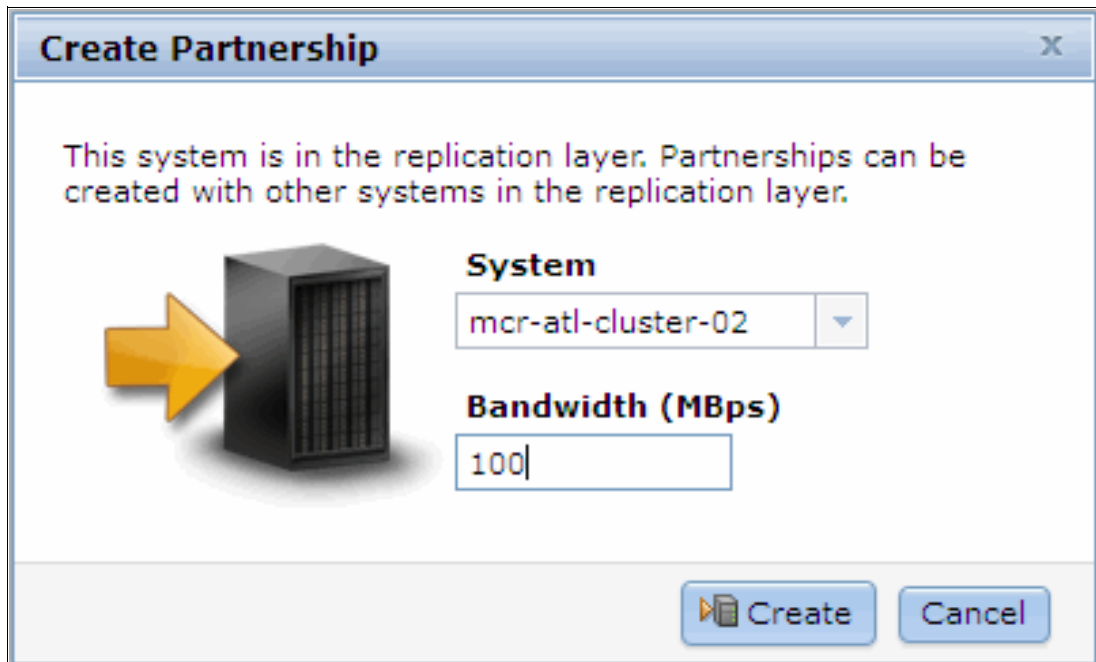 Create Partnership
x
This system is in the replication layer. Partnerships can be
created with other systems in the replication layer.
System
mcr-atl-cluster-02
Bandwidth (MBps)
100
Create
Cancel